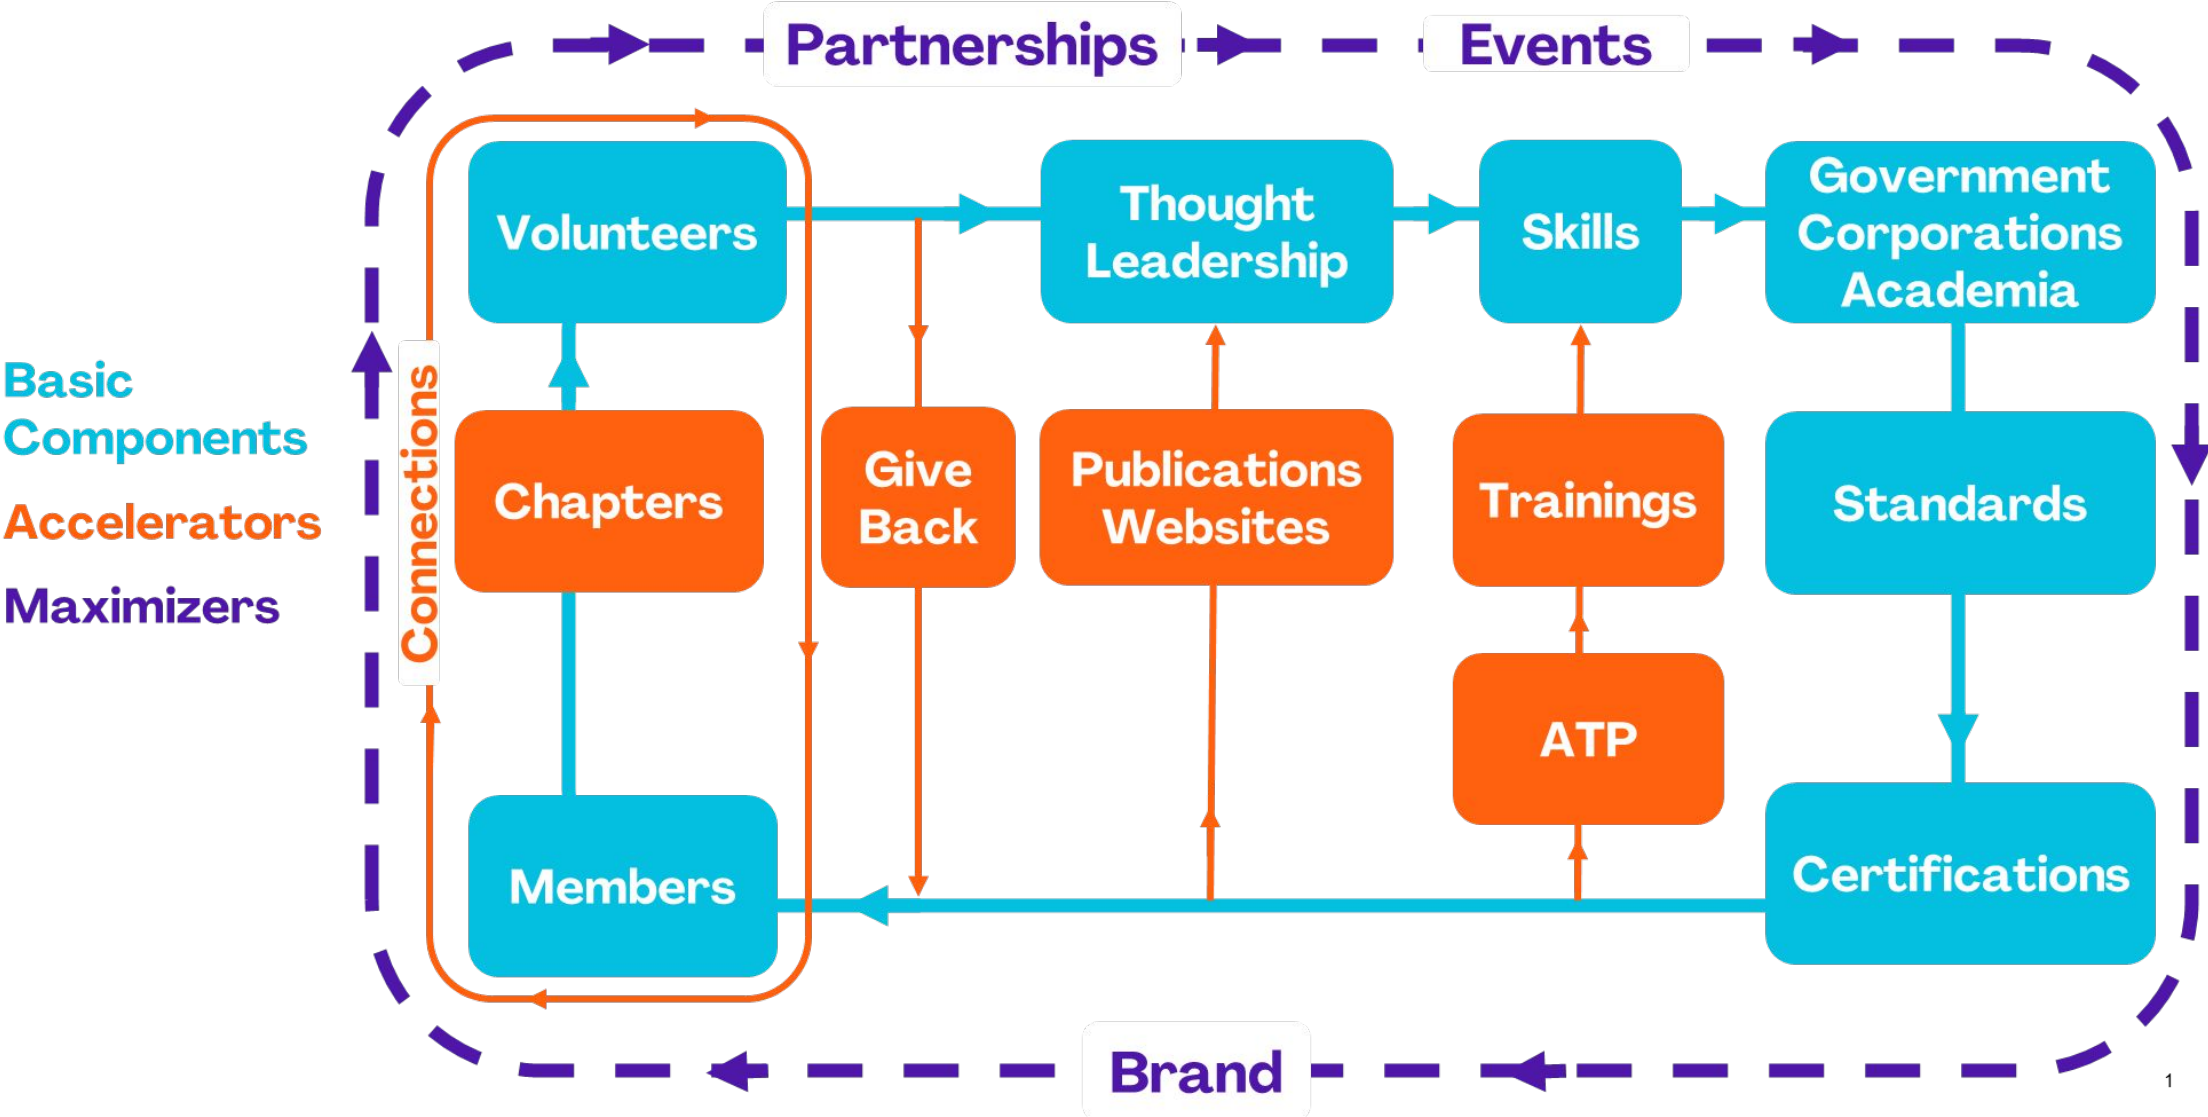 Partnerships
Events
Volunteers
Thought
Leadership
Skills
Government
Corporations
Academia
Basic
Components
Accelerators
Maximizers
Connections
Chapters
Give
Back
Publications
Websites
Trainings
Standards
ATP
Members
Certifications
Brand
1